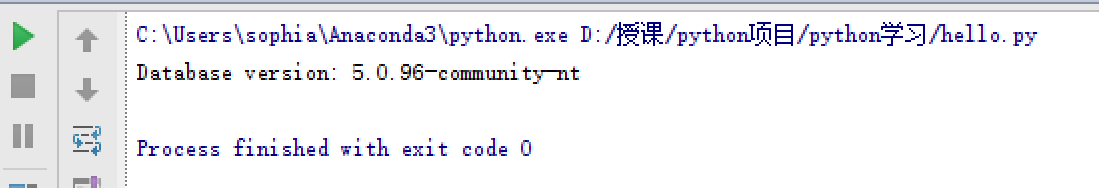 C:\Users\sophia\Anaconda3\python.exe D:/授课/python项目/python学习/hello.py
Database version: 5.0.96-community-nt
Process finished with exit code 0